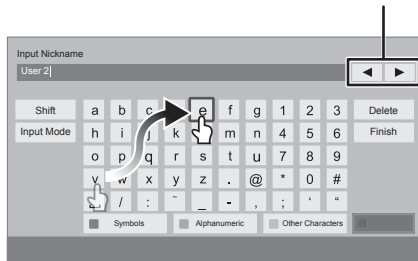 Input Nickname
User 2
◀ ▶
Shift a b c e f g 1 2 3 Delete
Input Mode h i j k m n 4 5 6 Finish
o p q r s t u 7 8 9
v w x y z . @ * 0 #
/ : ~ _ - , ; ‘ “
Symbols Alphanumeric Other Characters